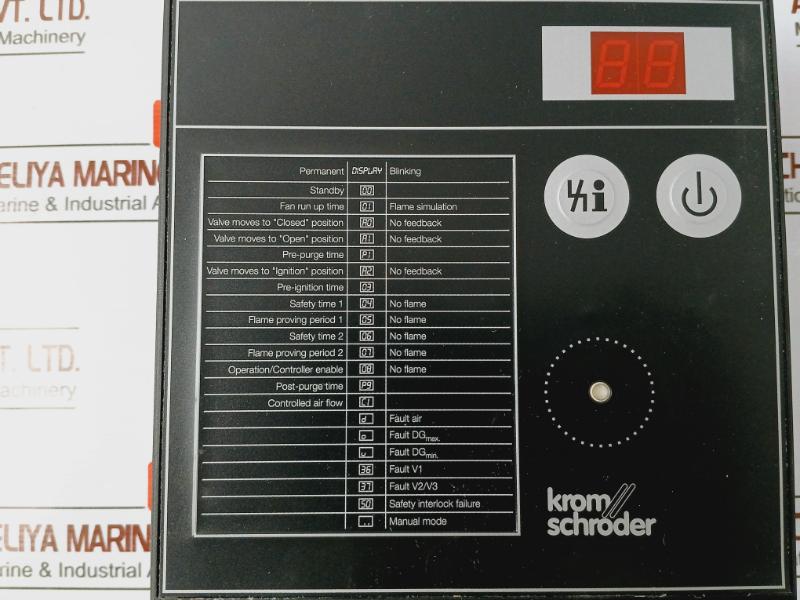 VT. LTD.
Machinery
ELIYA MARIN
arine & Industrial A
VT. LTD.
Machinery
ELIYA MARIN
rine & Industrial A
Permanent DISPLAY Blinking
Standby 00
Fan run up time 01 Flame simulation
Valve moves to "Closed" position A0 No feedback
Valve moves to "Open" position A1 No feedback
Pre-purge time P1
Valve moves to "Ignition" position A2 No feedback
Pre-ignition time 03
Safety time 1 04 No flame
Flame proving period 1 05 No flame
Safety time 2 06 No flame
Flame proving period 2 07 No flame
Operation/Controller enable 08 No flame
Post-purge time P9
Controlled air flow C1
d Fault air
o Fault DGmax.
u Fault DGmin.
36 Fault V1
37 Fault V2/V3
50 Safety interlock failure
.. Manual mode
88
i
krom
schroder